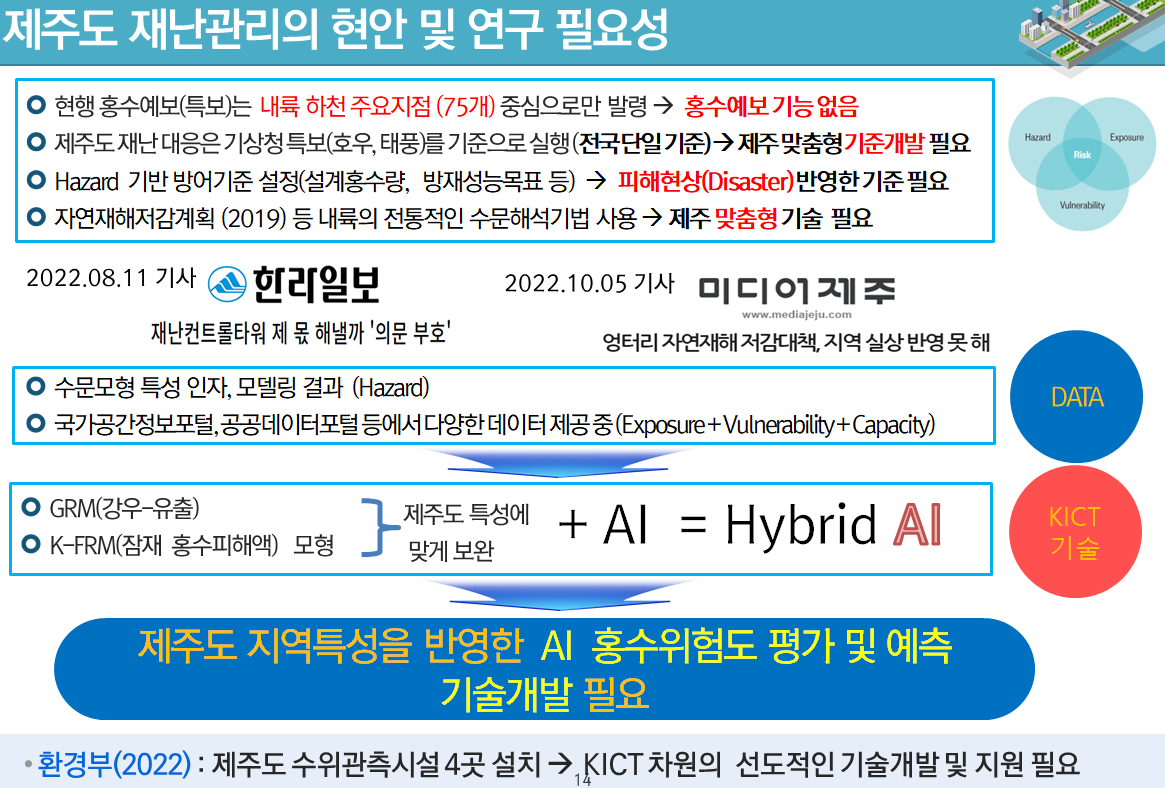 제주도 재난관리의 현안 및 연구 필요성
현행 홍수예보(특보)는 내륙 하천 주요지점 (75개) 중심으로만 발령 → 홍수예보 기능 없음
제주도 재난 대응은 기상청 특보(호우, 태풍)를 기준으로 실행 (전국 단일 기준) → 제주 맞춤형 기준개발 필요
Hazard 기반 방어기준 설정(설계홍수량, 방재성능목표 등) → 피해현상(Disaster) 반영한 기준 필요
자연재해저감계획 (2019) 등 내륙의 전통적인 수문해석기법 사용 → 제주 맞춤형 기술 필요
Hazard
Exposure
Risk
Vulnerability
2022.08.11 기사 한라일보
재난컨트롤타워 제 몫 해낼까 '의문 부호'
2022.10.05 기사 미디어제주
www.mediajeju.com
엉터리 자연재해 저감대책, 지역 실상 반영 못 해
수문모형 특성 인자, 모델링 결과 (Hazard)
국가공간정보포털, 공공데이터포털 등에서 다양한 데이터 제공 중 (Exposure + Vulnerability + Capacity)
DATA
GRM(강우-유출)
K-FRM(잠재 홍수피해액) 모형
제주도 특성에
맞게 보완
+ AI = Hybrid AI
KICT
기술
제주도 지역특성을 반영한 AI 홍수위험도 평가 및 예측
기술개발 필요
• 환경부(2022) : 제주도 수위관측시설 4곳 설치 → KICT 차원의 선도적인 기술개발 및 지원 필요
14